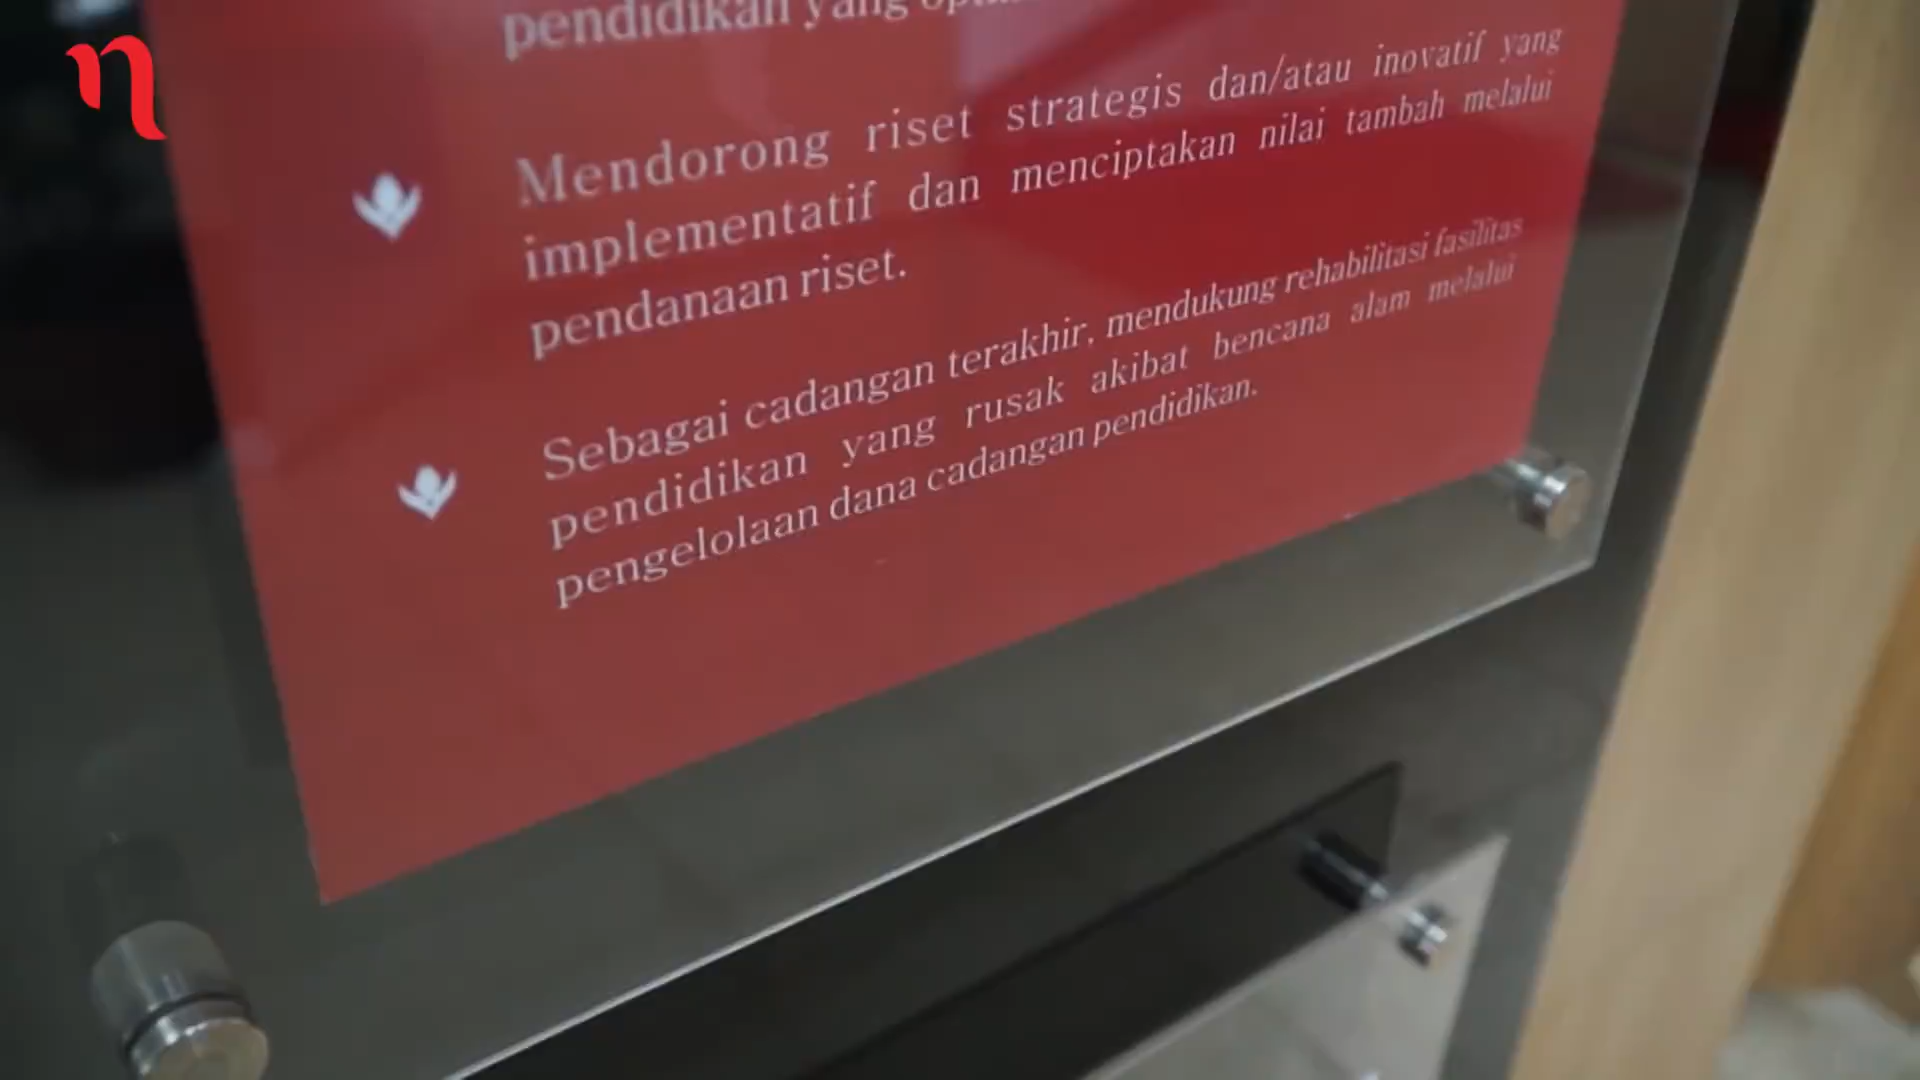 η
pendidikan yang
Mendorong riset strategis dan/atau inovatif yang
implementatif dan menciptakan nilai tambah melalui
pendanaan riset.
Sebagai cadangan terakhir, mendukung rehabilitasi fasilitas
pendidikan yang rusak akibat bencana alam melalui
pengelolaan dana cadangan pendidikan.